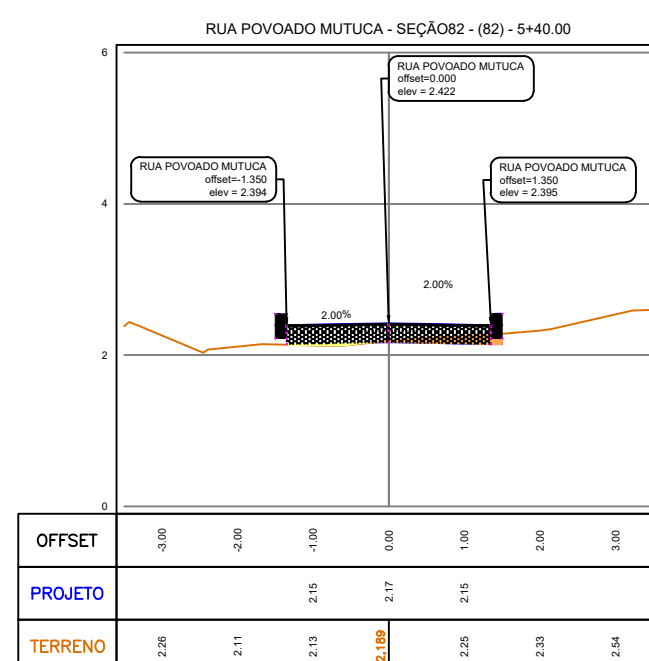 RUA POVOADO MUTUCA - SEÇÃO82 - (82) - 5+40.00
6
RUA POVOADO MUTUCA
offset=0.000
elev = 2.422
RUA POVOADO MUTUCA
offset=-1.350
elev = 2.394
RUA POVOADO MUTUCA
offset=1.350
elev = 2.395
4
2.00%
2.00%
2
0
OFFSET -3.00 -2.00 -1.00 0.00 1.00 2.00 3.00
PROJETO 2.15 2.17 2.15
TERRENO 2.26 2.11 2.13 2.189 2.25 2.33 2.54